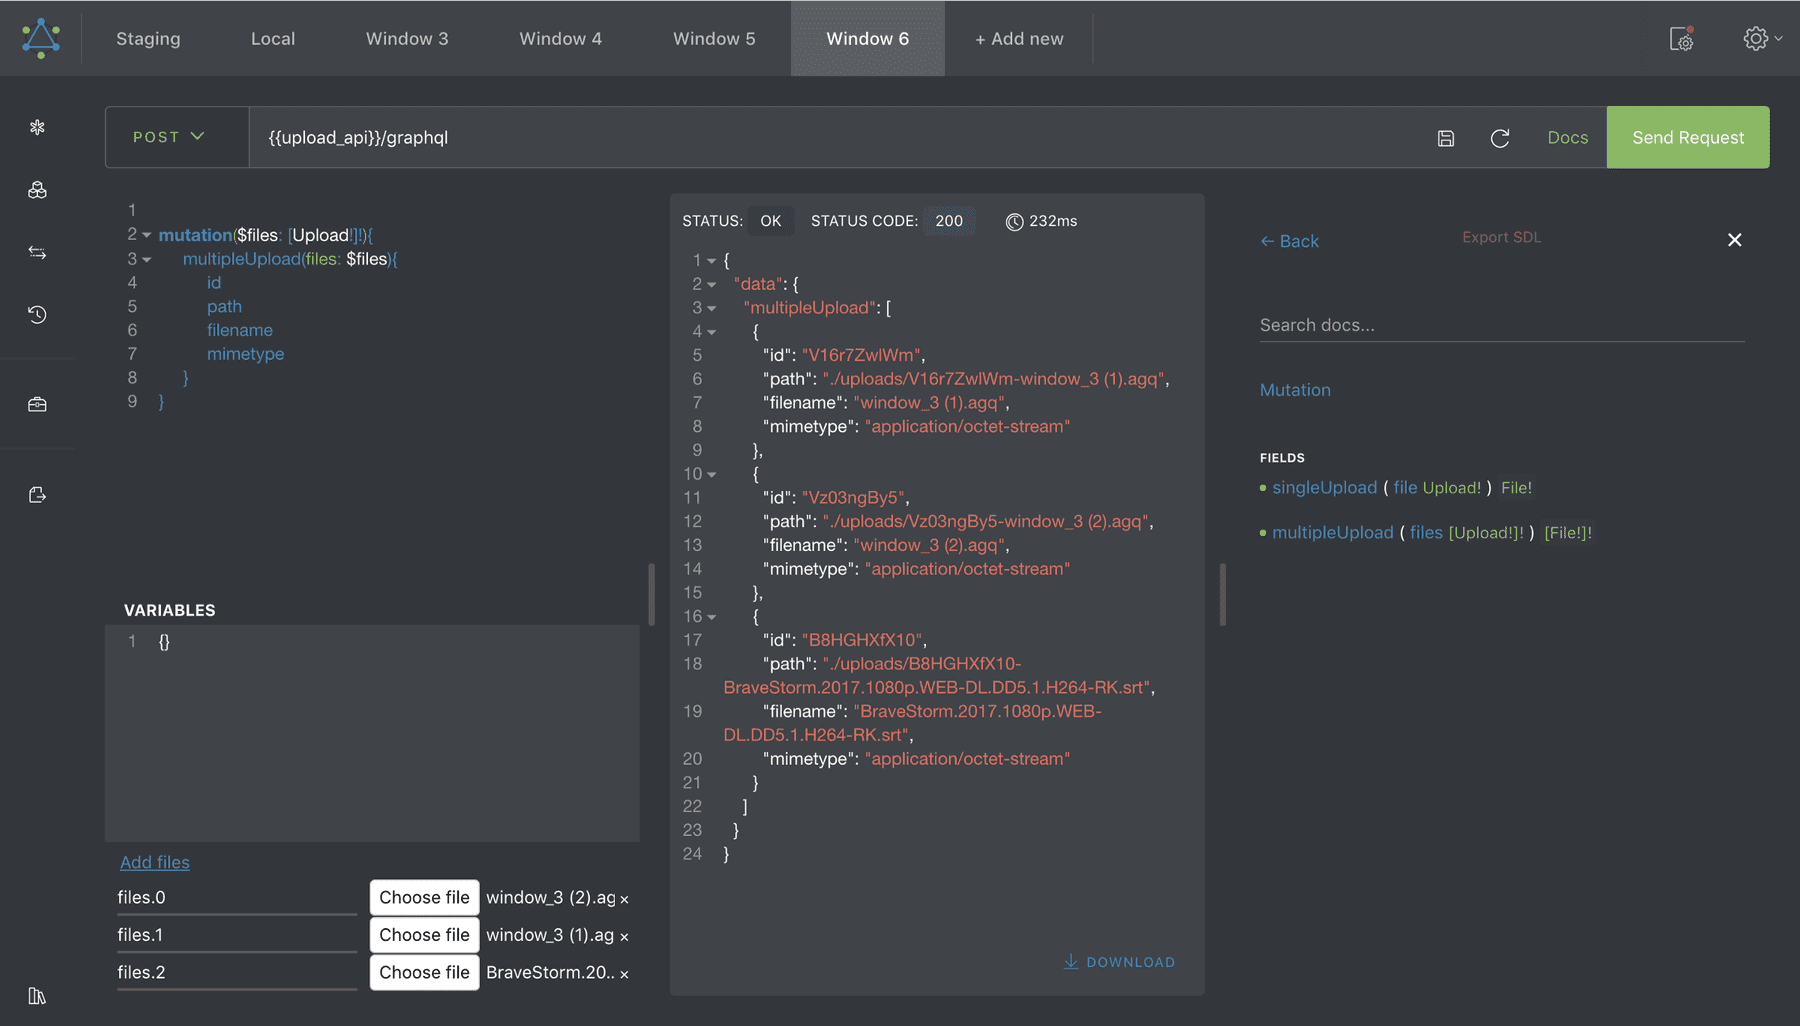 Staging
Local
Window 3
Window 4
Window 5
Window 6
+ Add new
POST
{{upload_api}}/graphql
Docs
Send Request
1
2 mutation($files: [Upload!]!){
3 multipleUpload(files: $files){
4 id
5 path
6 filename
7 mimetype
8 }
9 }
VARIABLES
1 {}
Add files
files.0 Choose file window_3 (2).ag ×
files.1 Choose file window_3 (1).ag ×
files.2 Choose file BraveStorm.20.. ×
STATUS: OK STATUS CODE: 200 232ms
1 {
2 "data": {
3 "multipleUpload": [
4 {
5 "id": "V16r7ZwlWm",
6 "path": "./uploads/V16r7ZwlWm-window_3 (1).agq",
7 "filename": "window_3 (1).agq",
8 "mimetype": "application/octet-stream"
9 },
10 {
11 "id": "Vz03ngBy5",
12 "path": "./uploads/Vz03ngBy5-window_3 (2).agq",
13 "filename": "window_3 (2).agq",
14 "mimetype": "application/octet-stream"
15 },
16 {
17 "id": "B8HGHXfX10",
18 "path": "./uploads/B8HGHXfX10-
BraveStorm.2017.1080p.WEB-DL.DD5.1.H264-RK.srt",
19 "filename": "BraveStorm.2017.1080p.WEB-
DL.DD5.1.H264-RK.srt",
20 "mimetype": "application/octet-stream"
21 }
22 ]
23 }
24 }
DOWNLOAD
← Back
Export SDL
Search docs...
Mutation
FIELDS
singleUpload ( file Upload! ) File!
multipleUpload ( files [Upload!]! ) [File!]!